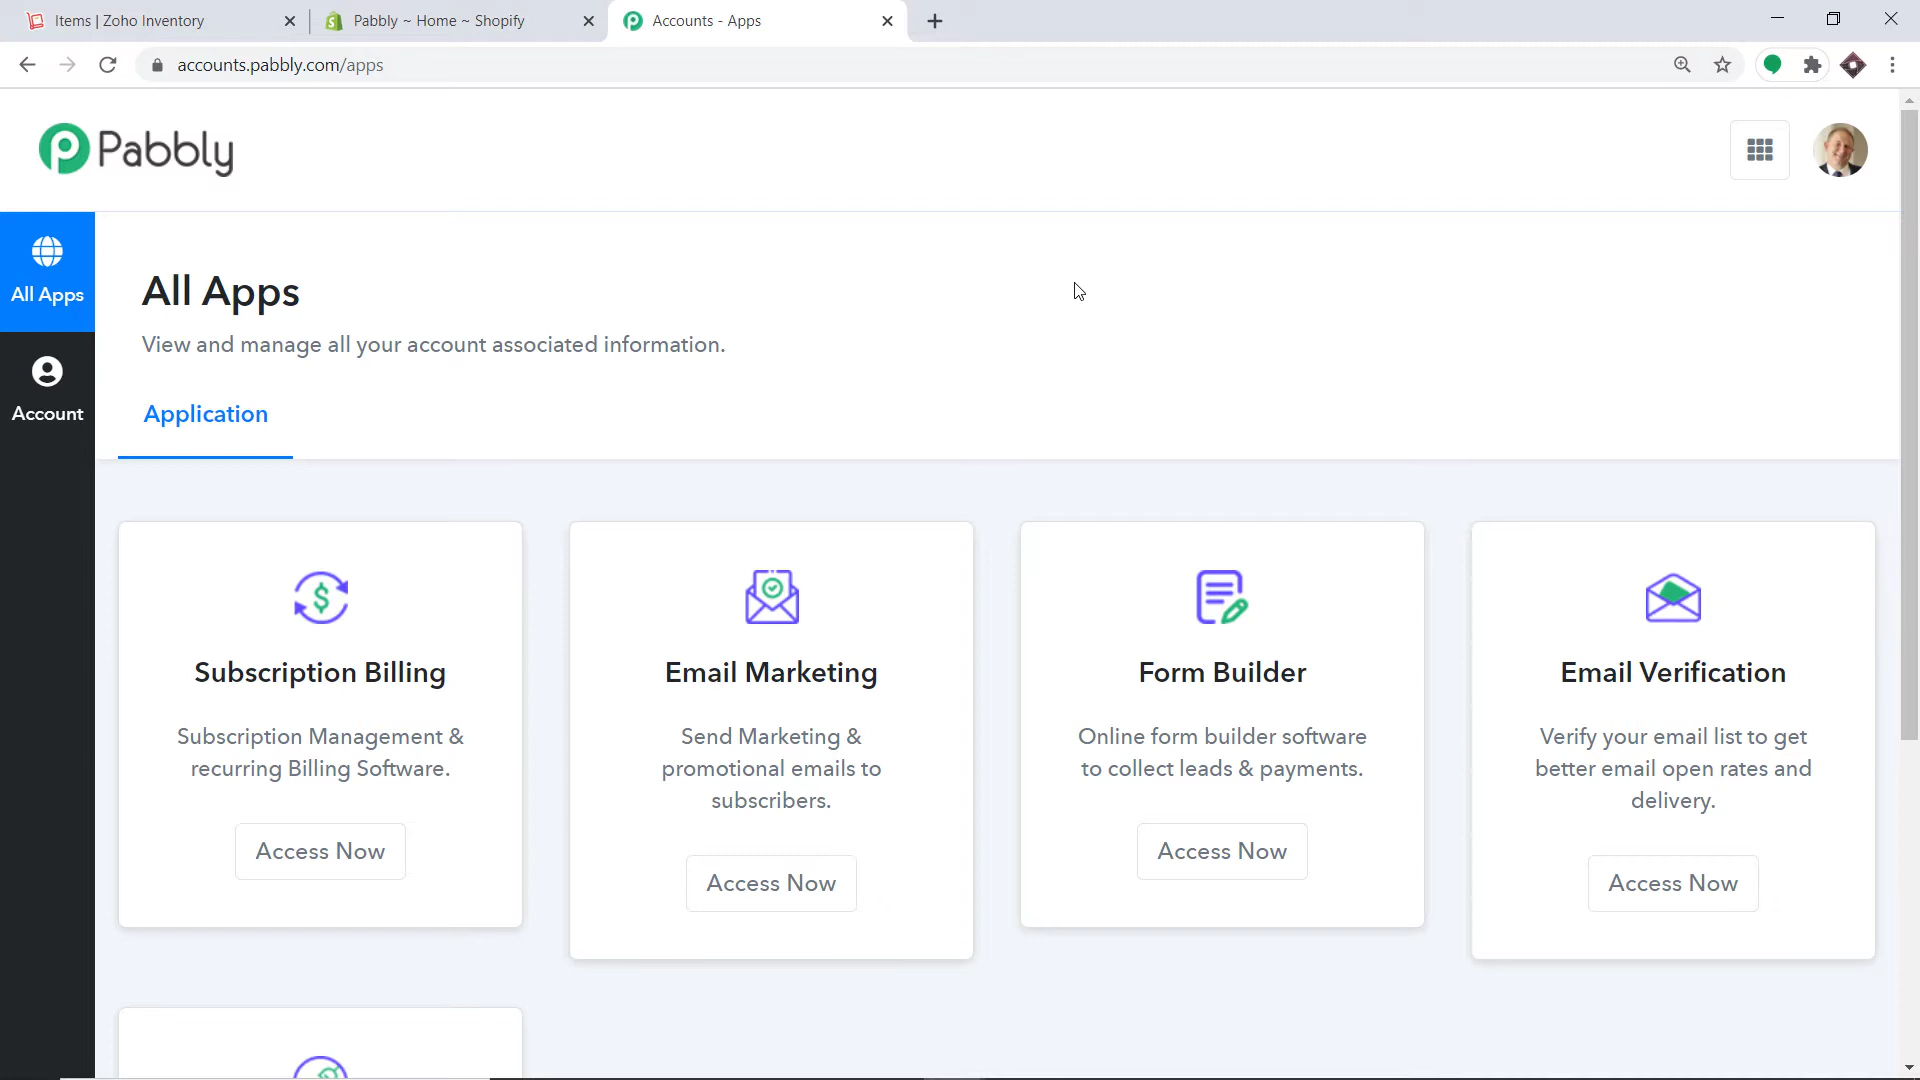 Items | Zoho Inventory
Pabbly ~ Home ~ Shopify
Accounts - Apps
accounts.pabbly.com/apps
Pabbly
All Apps
Account
All Apps
View and manage all your account associated information.
Application
Subscription Billing
Subscription Management &
recurring Billing Software.
Access Now
Email Marketing
Send Marketing &
promotional emails to
subscribers.
Access Now
Form Builder
Online form builder software
to collect leads & payments.
Access Now
Email Verification
Verify your email list to get
better email open rates and
delivery.
Access Now